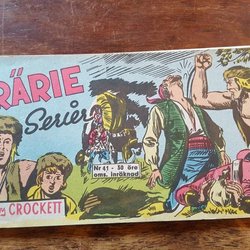 RÄRIE
Serier
Nr 61 - 50 öre
oms. inräknad
CROCKETT